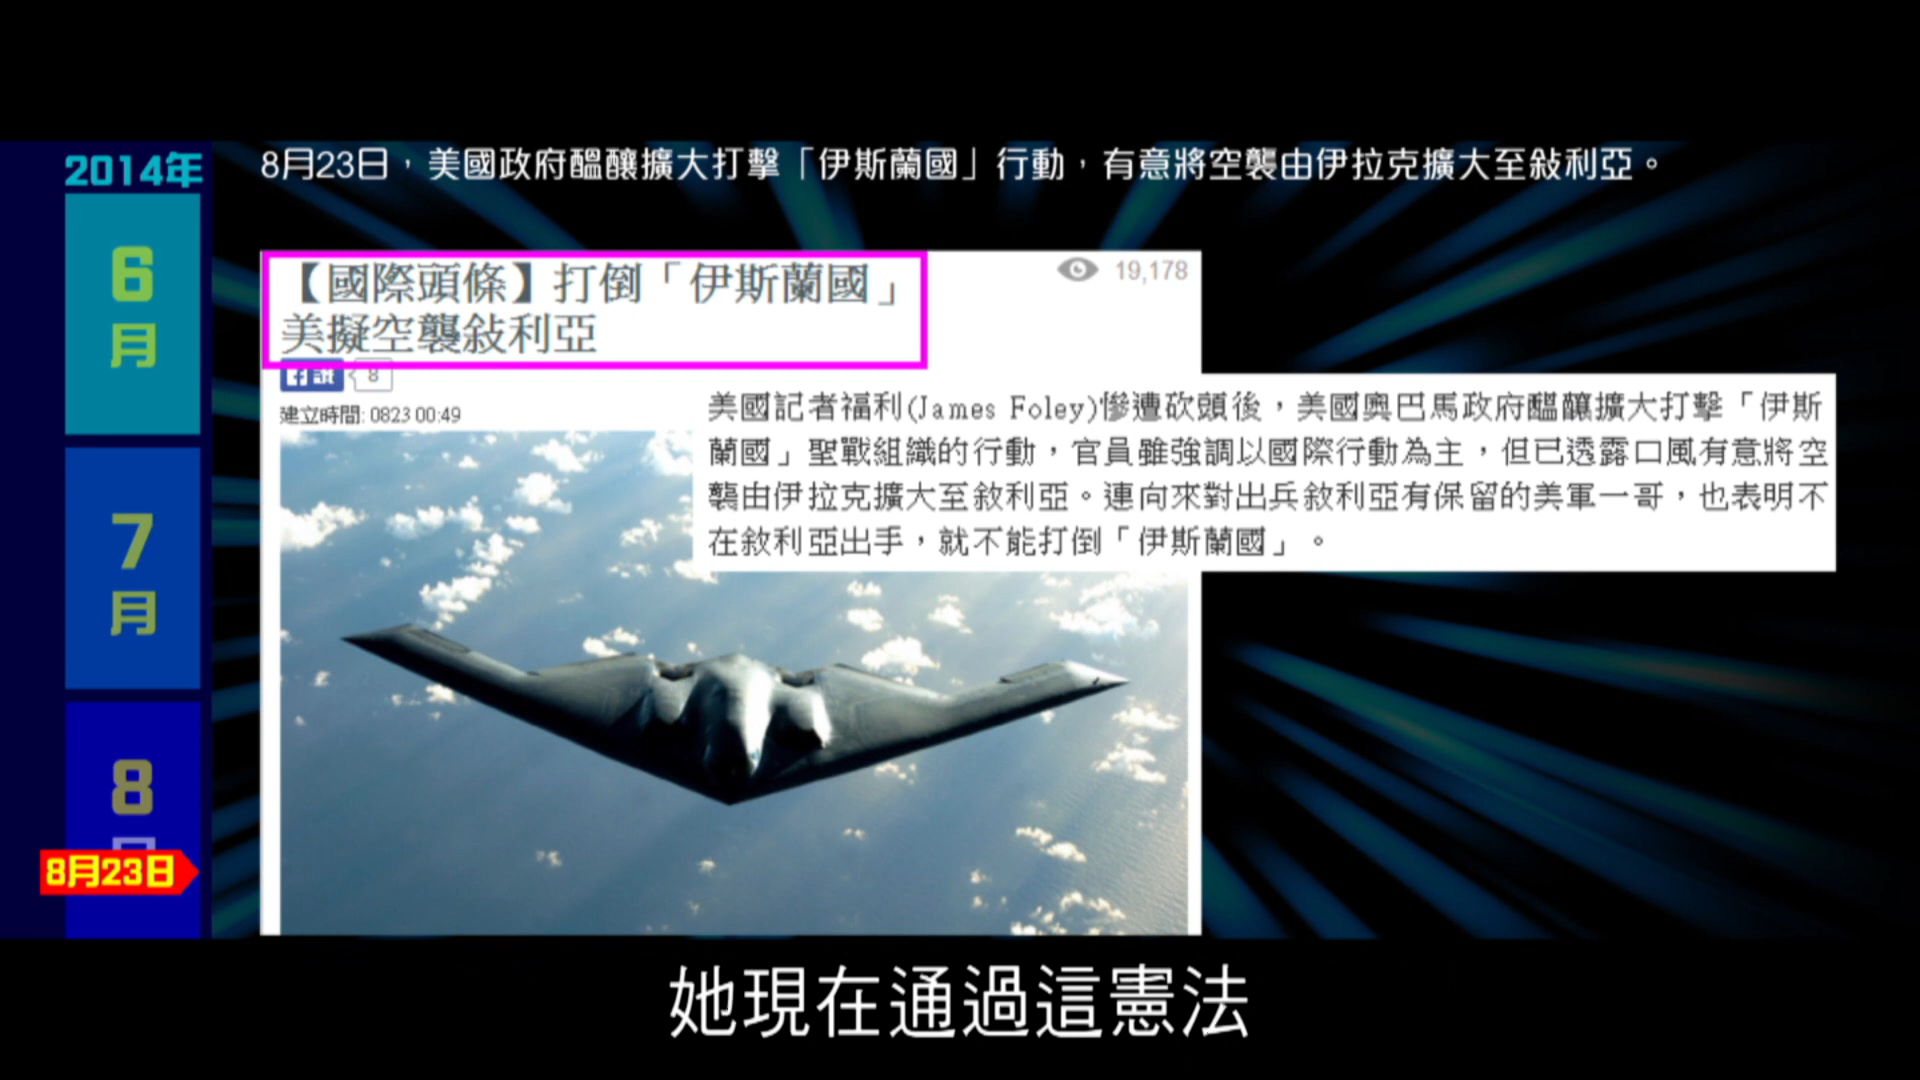 2014年
8月23日，美國政府醞釀擴大打擊「伊斯蘭國」行動，有意將空襲由伊拉克擴大至敍利亞。
6
月
7
月
8
8月23日
【國際頭條】打倒「伊斯蘭國」
美擬空襲敍利亞
19,178
8
建立時間: 0823 00:49
美國記者福利(James Foley)慘遭砍頭後，美國奧巴馬政府醞釀擴大打擊「伊斯
蘭國」聖戰組織的行動，官員雖強調以國際行動為主，但已透露口風有意將空
襲由伊拉克擴大至敘利亞。連向來對出兵敘利亞有保留的美軍一哥，也表明不
在敘利亞出手，就不能打倒「伊斯蘭國」。
她現在通過這憲法